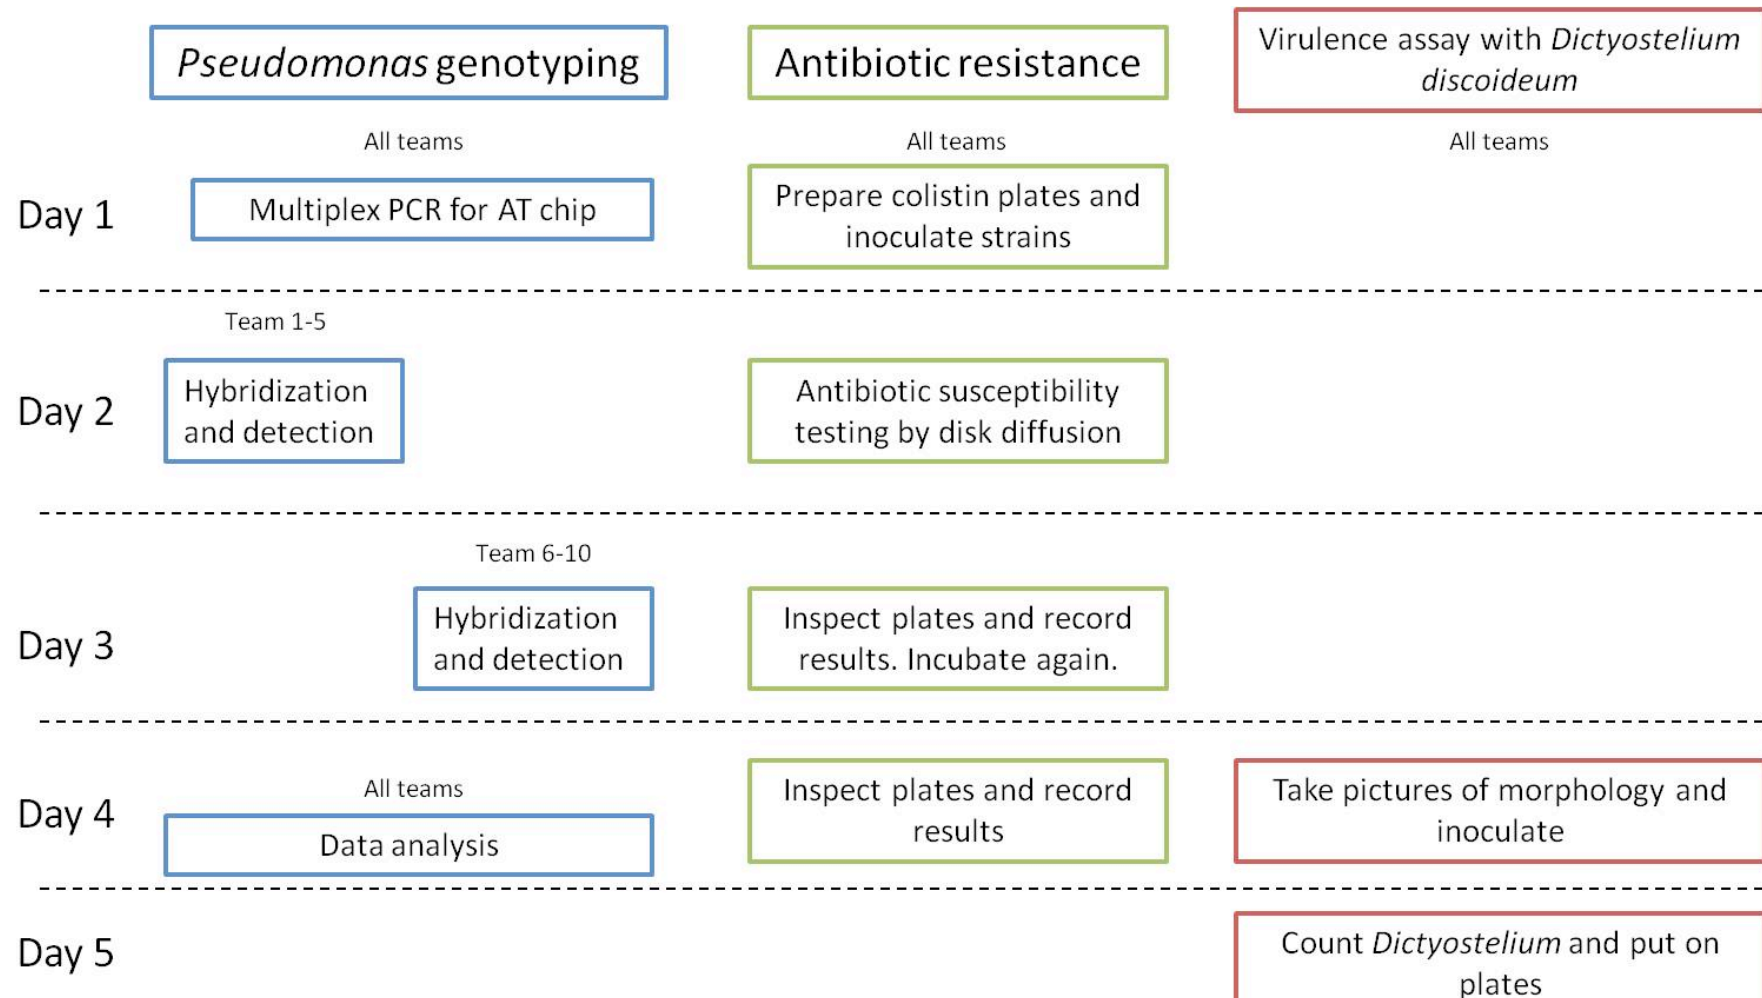 Pseudomonas genotyping
Antibiotic resistance
Virulence assay with Dictyostelium
discoideum
All teams
All teams
All teams
Day 1
Multiplex PCR for AT chip
Prepare colistin plates and
inoculate strains
Team 1-5
Day 2
Hybridization
and detection
Antibiotic susceptibility
testing by disk diffusion
Team 6-10
Day 3
Hybridization
and detection
Inspect plates and record
results. Incubate again.
Day 4
All teams
Data analysis
Inspect plates and record
results
Take pictures of morphology and
inoculate
Day 5
Count Dictyostelium and put on
plates